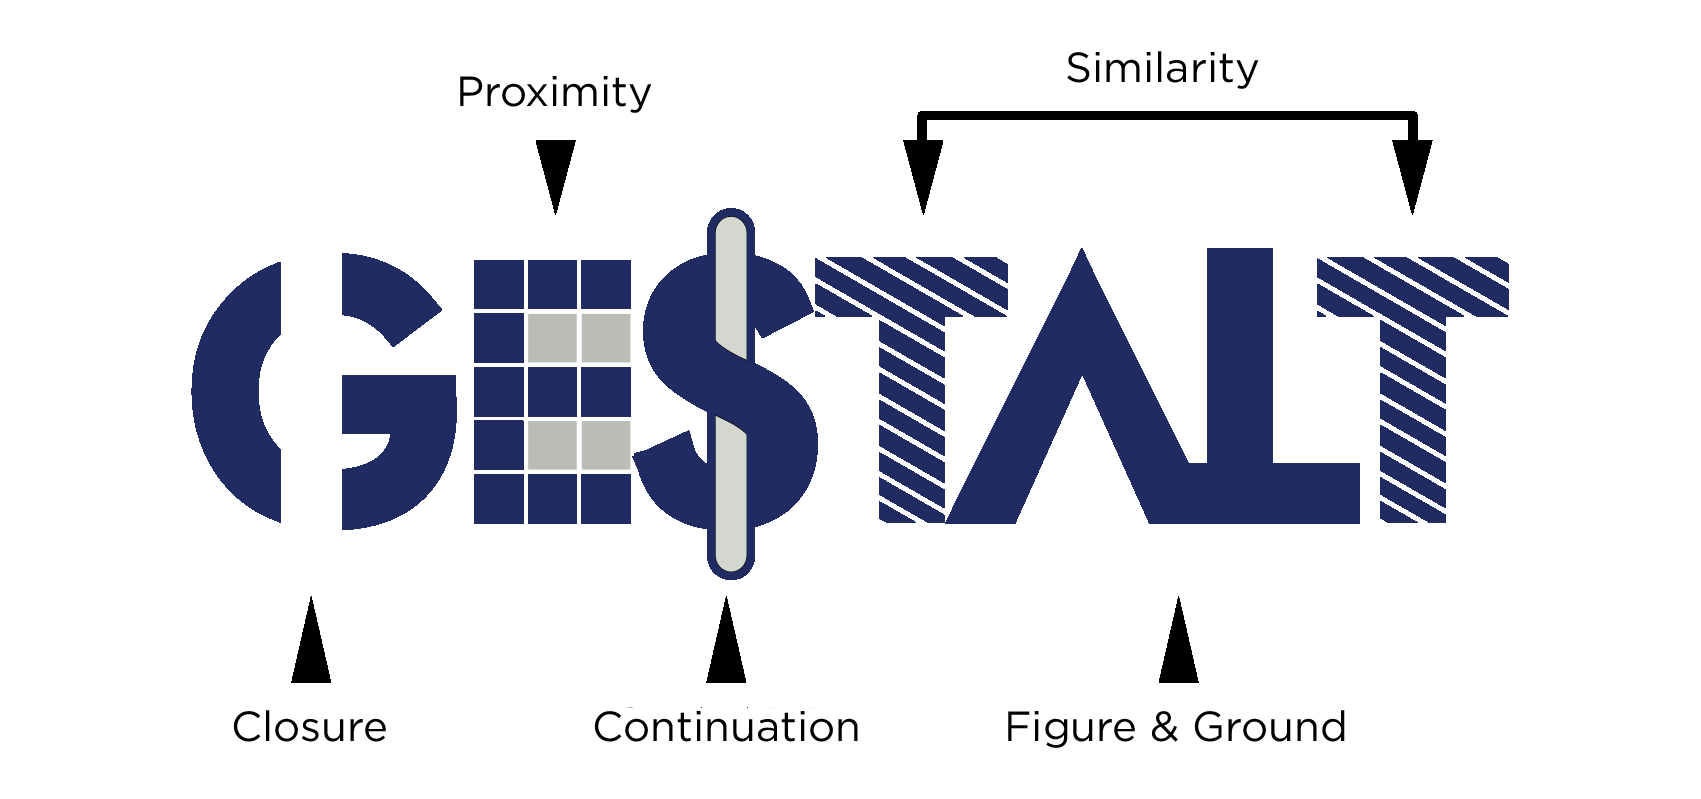 Similarity
Proximity
GESTALT
Closure
Continuation
Figure & Ground